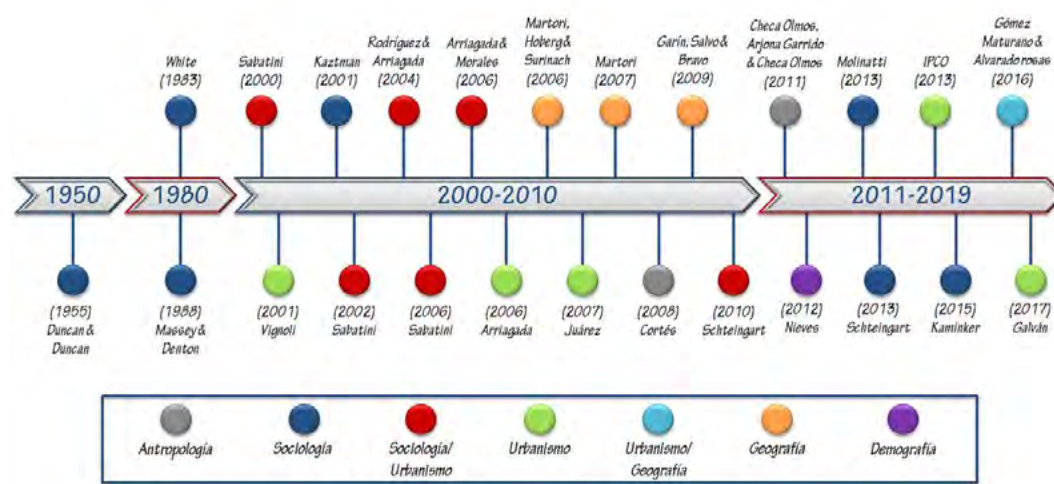 White
(1983)
Sabatini
(2000)
Kaztman
(2001)
Rodríguez &
Arriagada
(2004)
Arriagada &
Morales
(2006)
Martori,
Hoberg &
Surinach
(2006)
Martori
(2007)
Garín, Salvo &
Bravo
(2009)
Checa Olmos,
Arjona Garrido
& Checa Olmos
(2011)
Molinatti
(2013)
IPCO
(2013)
Gómez
Maturano &
Alvarado rosas
(2016)
1950
1980
2000-2010
2011-2019
(1955)
Duncan &
Duncan
(1988)
Massey &
Denton
(2001)
Vignoli
(2002)
Sabatini
(2006)
Sabatini
(2006)
Arriagada
(2007)
Juárez
(2008)
Cortés
(2010)
Schteingart
(2012)
Nieves
(2013)
Schteingart
(2015)
Kaminker
(2017)
Galván
Antropología
Sociología
Sociología/
Urbanismo
Urbanismo
Urbanismo/
Geografía
Geografía
Demografía